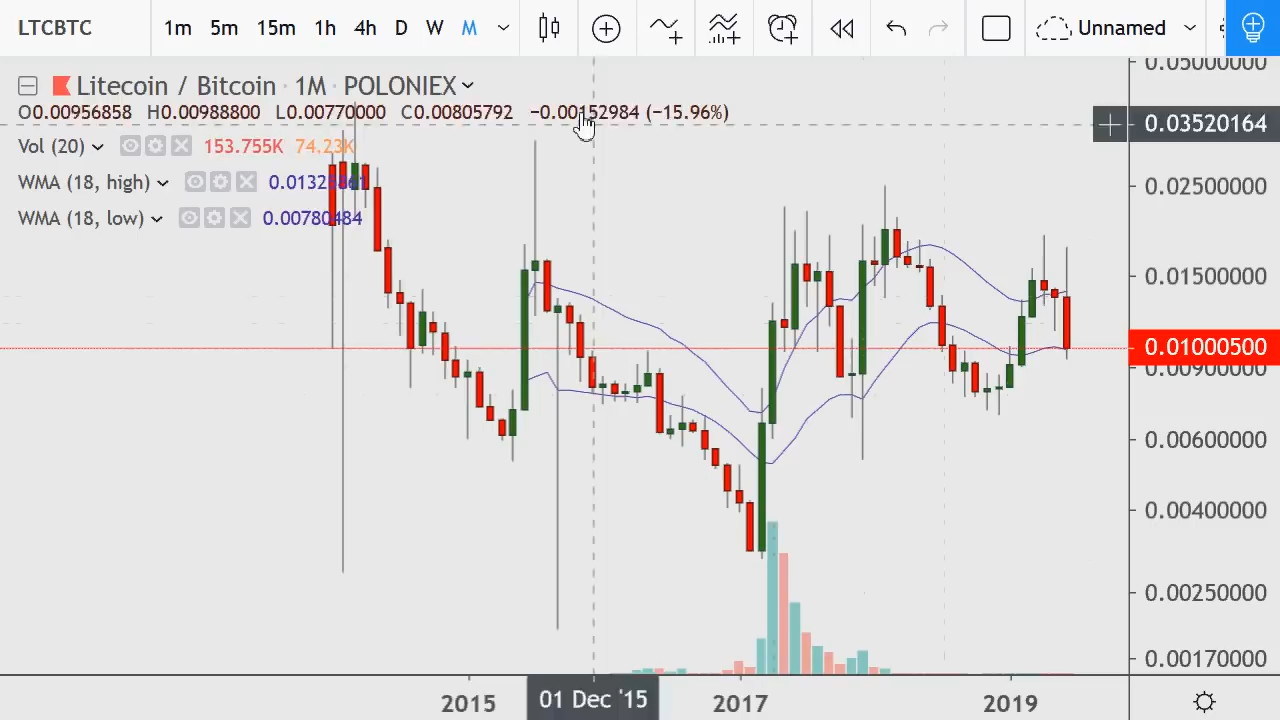 LTCBTC 1m 5m 15m 1h 4h D W M Unnamed
Litecoin / Bitcoin · 1M · POLONIEX
O0.00956858 H0.00988800 L0.00770000 C0.00805792 −0.00152984 (−15.96%)
Vol (20) 153.755K 74.23K
WMA (18, high)
WMA (18, low) 0.00780484
0.05000000
0.03520164
0.02500000
0.01500000
0.01000500
0.00900000
0.00600000
0.00400000
0.00250000
0.00170000
2015 01 Dec '15 2017 2019